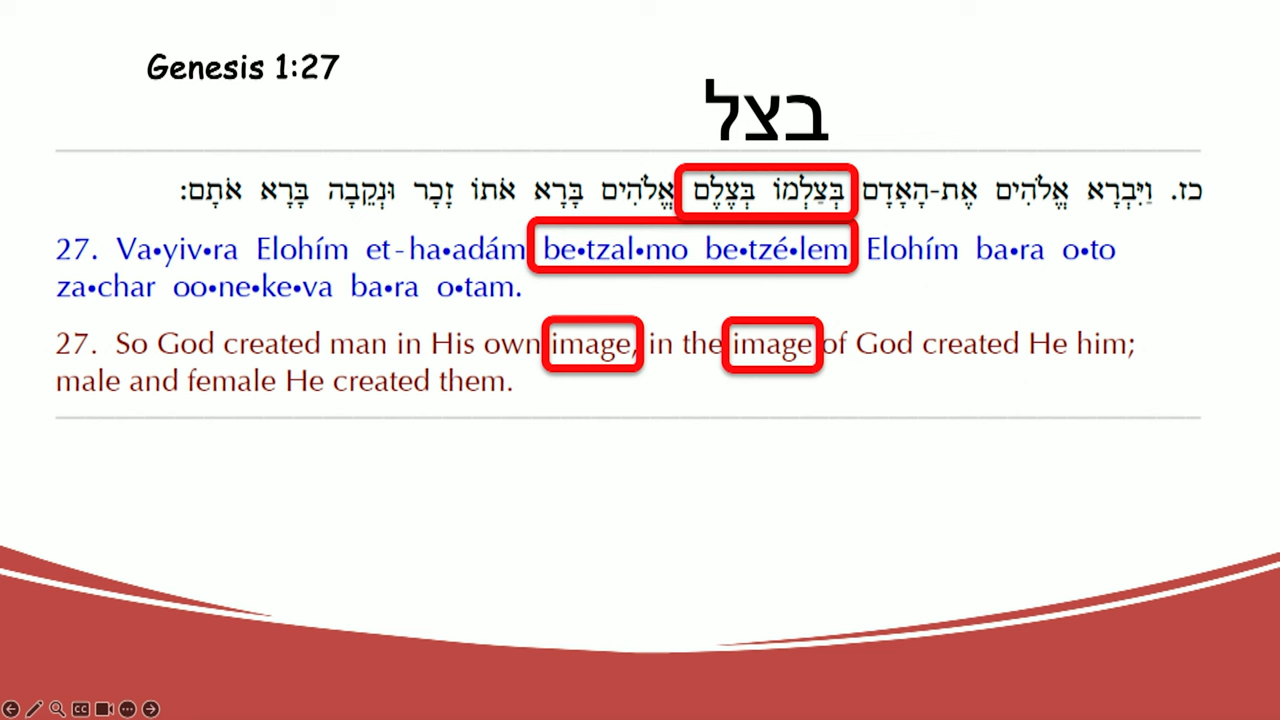 Genesis 1:27
בצל
כז. וַיִּבְרָא אֱלֹהִים אֶת-הָאָדָם בְּצַלְמוֹ בְּצֶלֶם אֱלֹהִים בָּרָא אֹתוֹ זָכָר וּנְקֵבָה בָּרָא אֹתָם:
27. Va•yiv•ra Elohím et-ha•adám be•tzal•mo be•tzé•lem Elohím ba•ra o•to
za•char oo•ne•ke•va ba•ra o•tam.
27. So God created man in His own image, in the image of God created He him;
male and female He created them.
CC